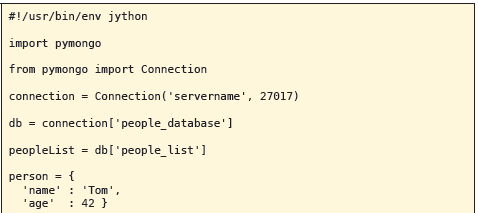 #!/usr/bin/env jython
import pymongo
from pymongo import Connection
connection = Connection('servername', 27017)
db = connection['people_database']
peopleList = db['people_list']
person = {
  'name' : 'Tom',
  'age'  : 42 }